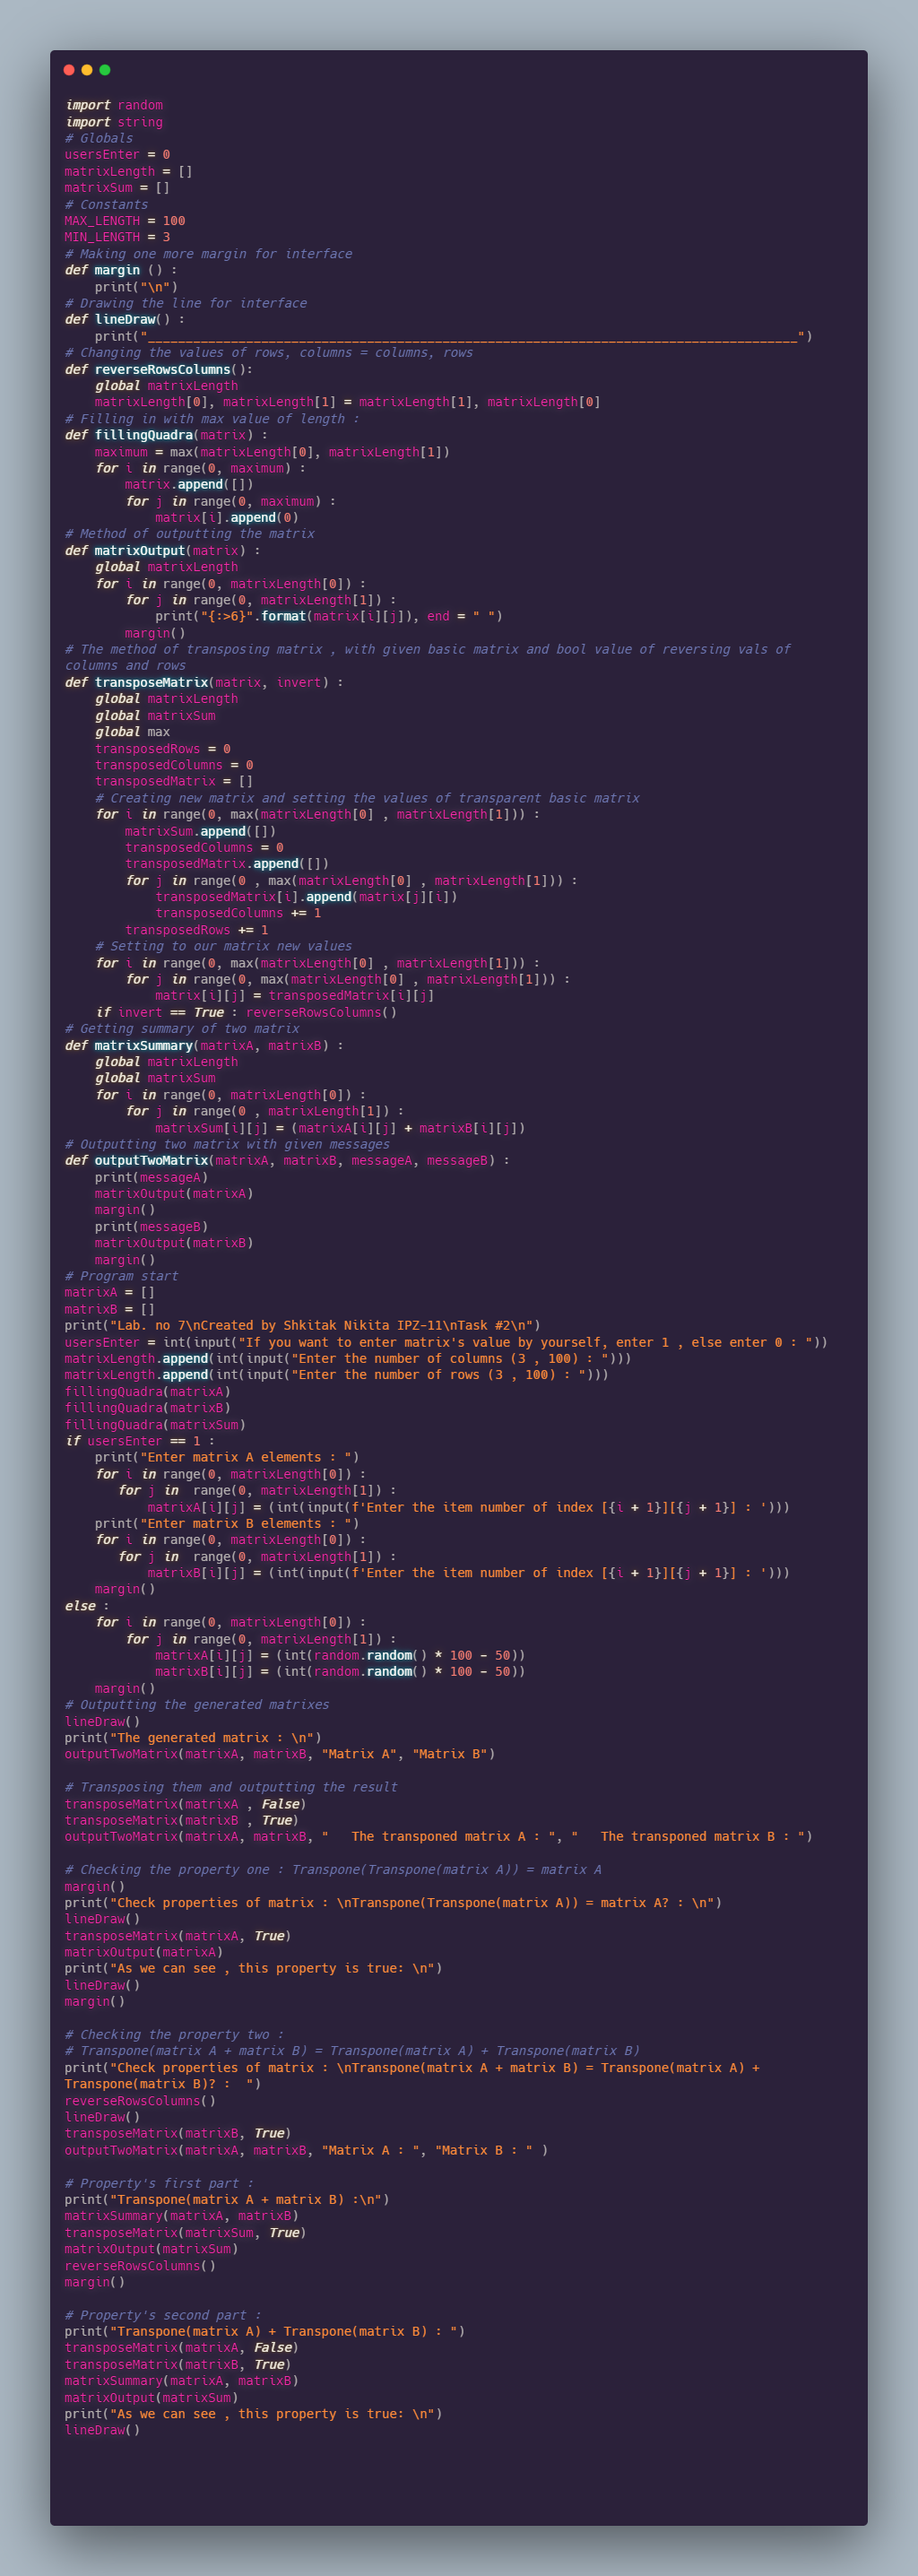 import random
import string
# Globals
usersEnter = 0
matrixLength = []
matrixSum = []
# Constants
MAX_LENGTH = 100
MIN_LENGTH = 3
# Making one more margin for interface
def margin () :
    print("\n")
# Drawing the line for interface
def lineDraw() :
    print("______________________________________________________________________________________")
# Changing the values of rows, columns = columns, rows
def reverseRowsColumns():
    global matrixLength
    matrixLength[0], matrixLength[1] = matrixLength[1], matrixLength[0]
# Filling in with max value of length :
def fillingQuadra(matrix) :
    maximum = max(matrixLength[0], matrixLength[1])
    for i in range(0, maximum) :
        matrix.append([])
        for j in range(0, maximum) :
            matrix[i].append(0)
# Method of outputting the matrix
def matrixOutput(matrix) :
    global matrixLength
    for i in range(0, matrixLength[0]) :
        for j in range(0, matrixLength[1]) :
            print("{:>6}".format(matrix[i][j]), end = " ")
        margin()
# The method of transposing matrix , with given basic matrix and bool value of reversing vals of
columns and rows
def transposeMatrix(matrix, invert) :
    global matrixLength
    global matrixSum
    global max
    transposedRows = 0
    transposedColumns = 0
    transposedMatrix = []
    # Creating new matrix and setting the values of transparent basic matrix
    for i in range(0, max(matrixLength[0] , matrixLength[1])) :
        matrixSum.append([])
        transposedColumns = 0
        transposedMatrix.append([])
        for j in range(0 , max(matrixLength[0] , matrixLength[1])) :
            transposedMatrix[i].append(matrix[j][i])
            transposedColumns += 1
        transposedRows += 1
    # Setting to our matrix new values
    for i in range(0, max(matrixLength[0] , matrixLength[1])) :
        for j in range(0, max(matrixLength[0] , matrixLength[1])) :
            matrix[i][j] = transposedMatrix[i][j]
    if invert == True : reverseRowsColumns()
# Getting summary of two matrix
def matrixSummary(matrixA, matrixB) :
    global matrixLength
    global matrixSum
    for i in range(0, matrixLength[0]) :
        for j in range(0 , matrixLength[1]) :
            matrixSum[i][j] = (matrixA[i][j] + matrixB[i][j])
# Outputting two matrix with given messages
def outputTwoMatrix(matrixA, matrixB, messageA, messageB) :
    print(messageA)
    matrixOutput(matrixA)
    margin()
    print(messageB)
    matrixOutput(matrixB)
    margin()
# Program start
matrixA = []
matrixB = []
print("Lab. no 7\nCreated by Shkitak Nikita IPZ-11\nTask #2\n")
usersEnter = int(input("If you want to enter matrix's value by yourself, enter 1 , else enter 0 : "))
matrixLength.append(int(input("Enter the number of columns (3 , 100) : ")))
matrixLength.append(int(input("Enter the number of rows (3 , 100) : ")))
fillingQuadra(matrixA)
fillingQuadra(matrixB)
fillingQuadra(matrixSum)
if usersEnter == 1 :
    print("Enter matrix A elements : ")
    for i in range(0, matrixLength[0]) :
       for j in  range(0, matrixLength[1]) :
           matrixA[i][j] = (int(input(f'Enter the item number of index [{i + 1}][{j + 1}] : ')))
    print("Enter matrix B elements : ")
    for i in range(0, matrixLength[0]) :
       for j in  range(0, matrixLength[1]) :
           matrixB[i][j] = (int(input(f'Enter the item number of index [{i + 1}][{j + 1}] : ')))
    margin()
else :
    for i in range(0, matrixLength[0]) :
        for j in range(0, matrixLength[1]) :
            matrixA[i][j] = (int(random.random() * 100 - 50))
            matrixB[i][j] = (int(random.random() * 100 - 50))
    margin()
# Outputting the generated matrixes
lineDraw()
print("The generated matrix : \n")
outputTwoMatrix(matrixA, matrixB, "Matrix A", "Matrix B")

# Transposing them and outputting the result
transposeMatrix(matrixA , False)
transposeMatrix(matrixB , True)
outputTwoMatrix(matrixA, matrixB, "   The transponed matrix A : ", "   The transponed matrix B : ")

# Checking the property one : Transpone(Transpone(matrix A)) = matrix A
margin()
print("Check properties of matrix : \nTranspone(Transpone(matrix A)) = matrix A? : \n")
lineDraw()
transposeMatrix(matrixA, True)
matrixOutput(matrixA)
print("As we can see , this property is true: \n")
lineDraw()
margin()

# Checking the property two :
# Transpone(matrix A + matrix B) = Transpone(matrix A) + Transpone(matrix B)
print("Check properties of matrix : \nTranspone(matrix A + matrix B) = Transpone(matrix A) +
Transpone(matrix B)? :  ")
reverseRowsColumns()
lineDraw()
transposeMatrix(matrixB, True)
outputTwoMatrix(matrixA, matrixB, "Matrix A : ", "Matrix B : " )

# Property's first part :
print("Transpone(matrix A + matrix B) :\n")
matrixSummary(matrixA, matrixB)
transposeMatrix(matrixSum, True)
matrixOutput(matrixSum)
reverseRowsColumns()
margin()

# Property's second part :
print("Transpone(matrix A) + Transpone(matrix B) : ")
transposeMatrix(matrixA, False)
transposeMatrix(matrixB, True)
matrixSummary(matrixA, matrixB)
matrixOutput(matrixSum)
print("As we can see , this property is true: \n")
lineDraw()